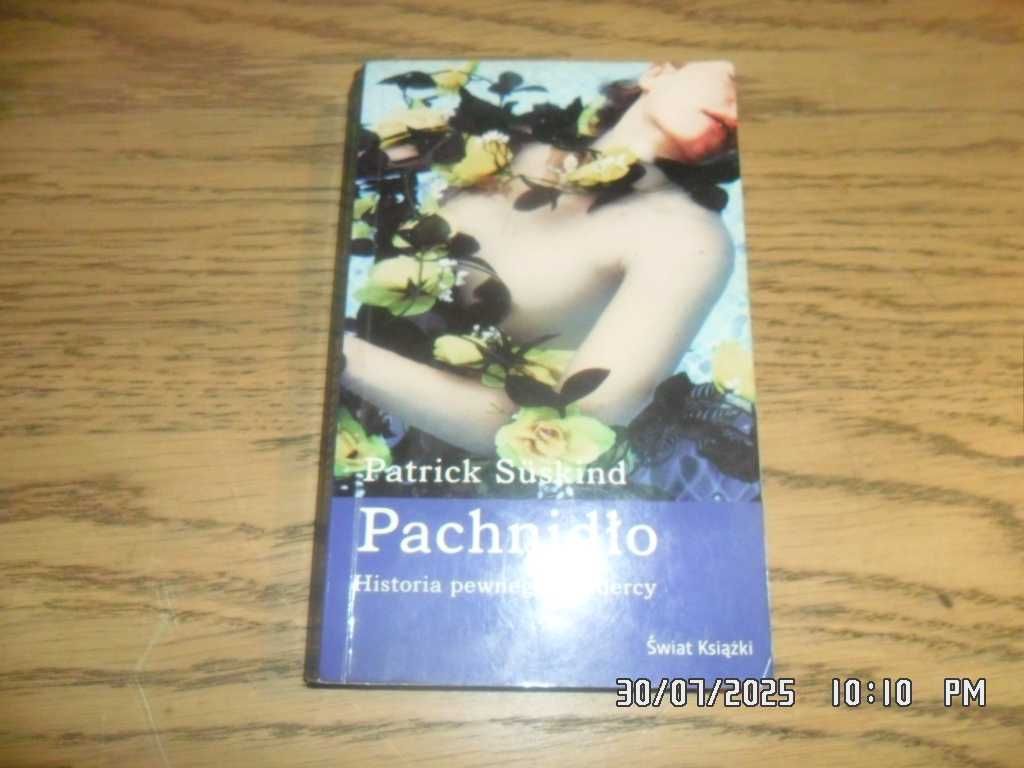 Patrick Süskind
Pachnidło
Historia pewnego
Świat Książki
30/07/2025 10:10 PM